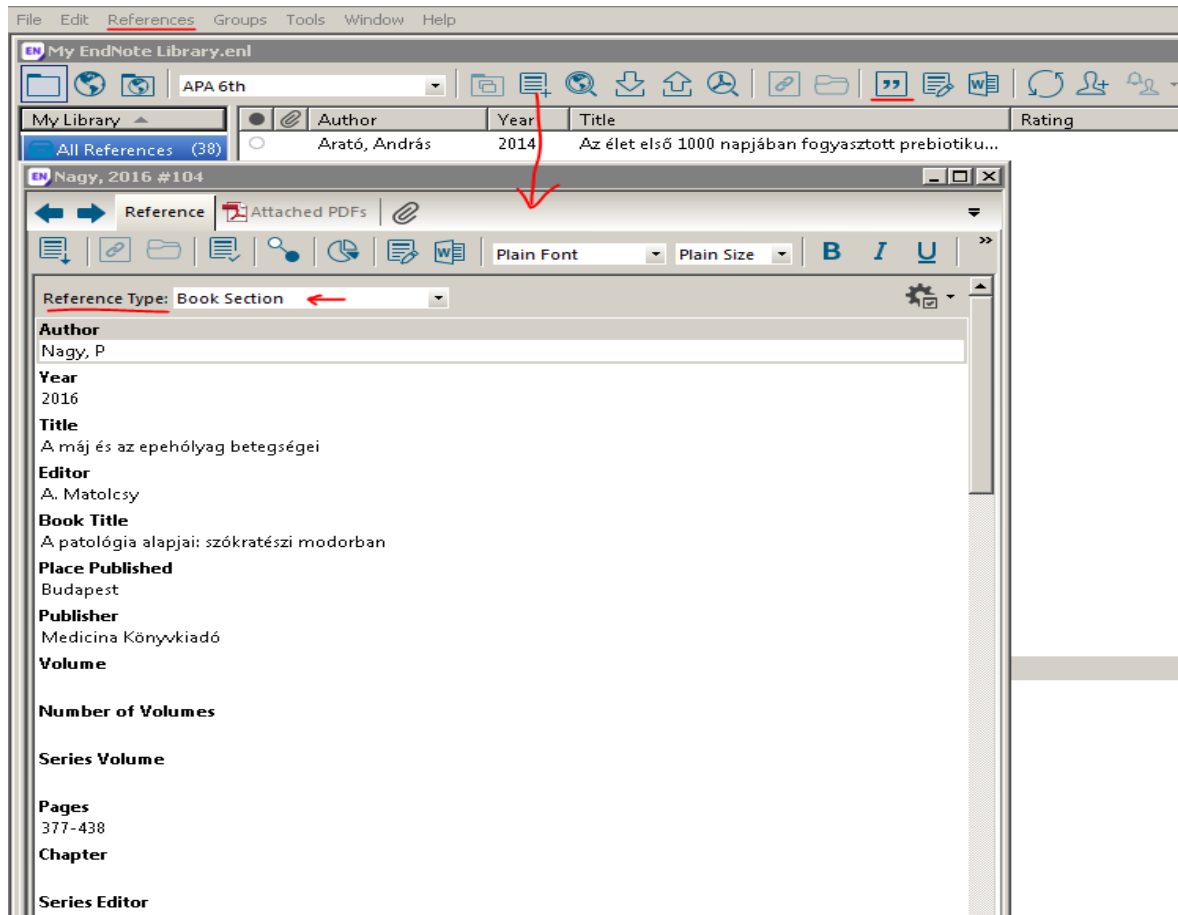 File Edit References Groups Tools Window Help
EN My EndNote Library.enl
APA 6th
My Library Author Year Title Rating
All References (38) Arató, András 2014 Az élet első 1000 napjában fogyasztott prebiotiku...
EN Nagy, 2016 #104
Reference Attached PDFs
Plain Font Plain Size B I U »
Reference Type: Book Section
Author
Nagy, P
Year
2016
Title
A máj és az epehólyag betegségei
Editor
A. Matolcsy
Book Title
A patológia alapjai: szókratészi modorban
Place Published
Budapest
Publisher
Medicina Könyvkiadó
Volume
Number of Volumes
Series Volume
Pages
377-438
Chapter
Series Editor